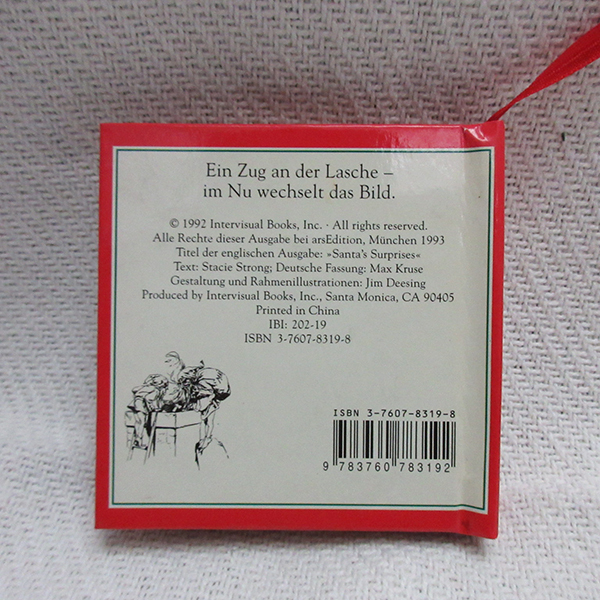 Ein Zug an der Lasche –
im Nu wechselt das Bild.
© 1992 Intervisual Books, Inc. · All rights reserved.
Alle Rechte dieser Ausgabe bei arsEdition, München 1993
Titel der englischen Ausgabe: »Santa's Surprises«
Text: Stacie Strong; Deutsche Fassung: Max Kruse
Gestaltung und Rahmenillustrationen: Jim Deesing
Produced by Intervisual Books, Inc., Santa Monica, CA 90405
Printed in China
IBI: 202-19
ISBN 3-7607-8319-8
ISBN 3-7607-8319-8
9 783760 783192